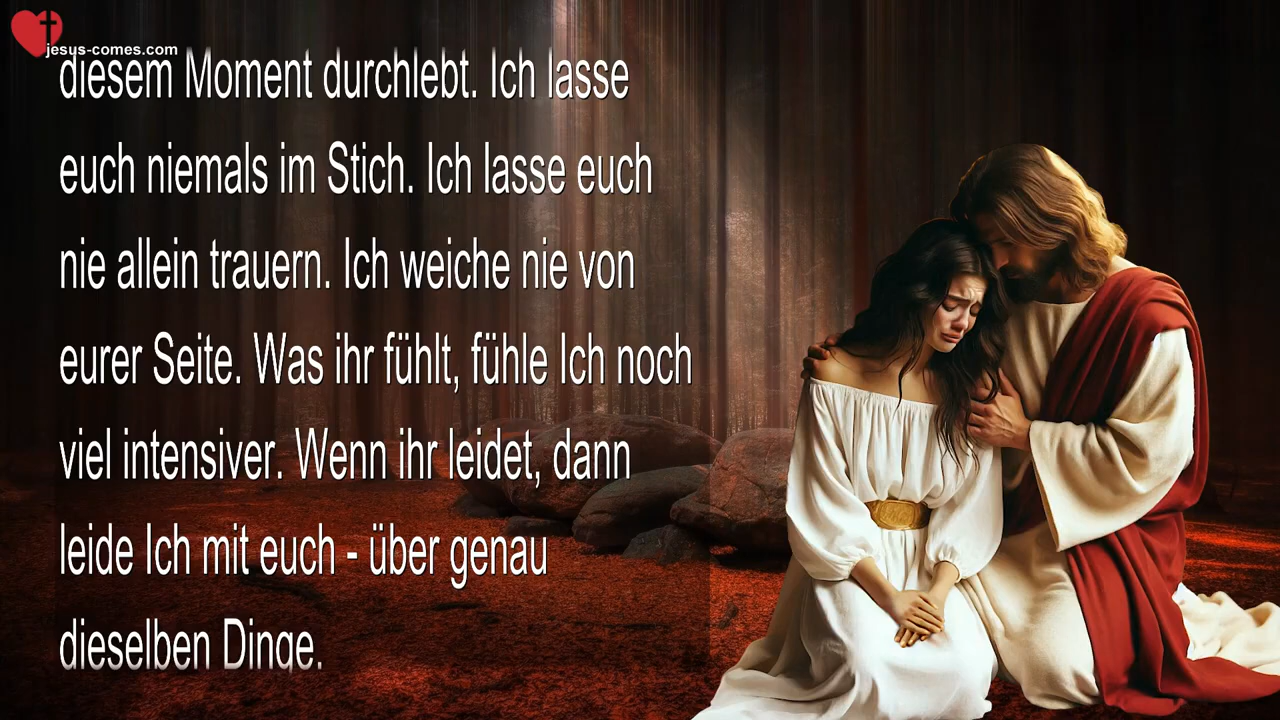 jesus-comes.com
diesem Moment durchlebt. Ich lasse
euch niemals im Stich. Ich lasse euch
nie allein trauern. Ich weiche nie von
eurer Seite. Was ihr fühlt, fühle Ich noch
viel intensiver. Wenn ihr leidet, dann
leide Ich mit euch - über genau
dieselben Dinge.